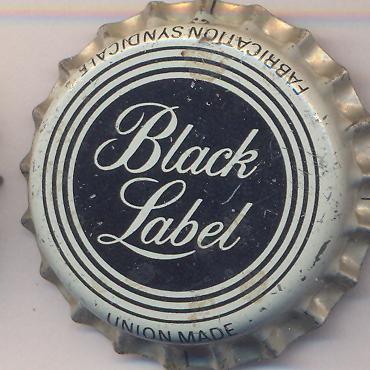 FABRICATION SYNDICALE
Black
Label
UNION MADE